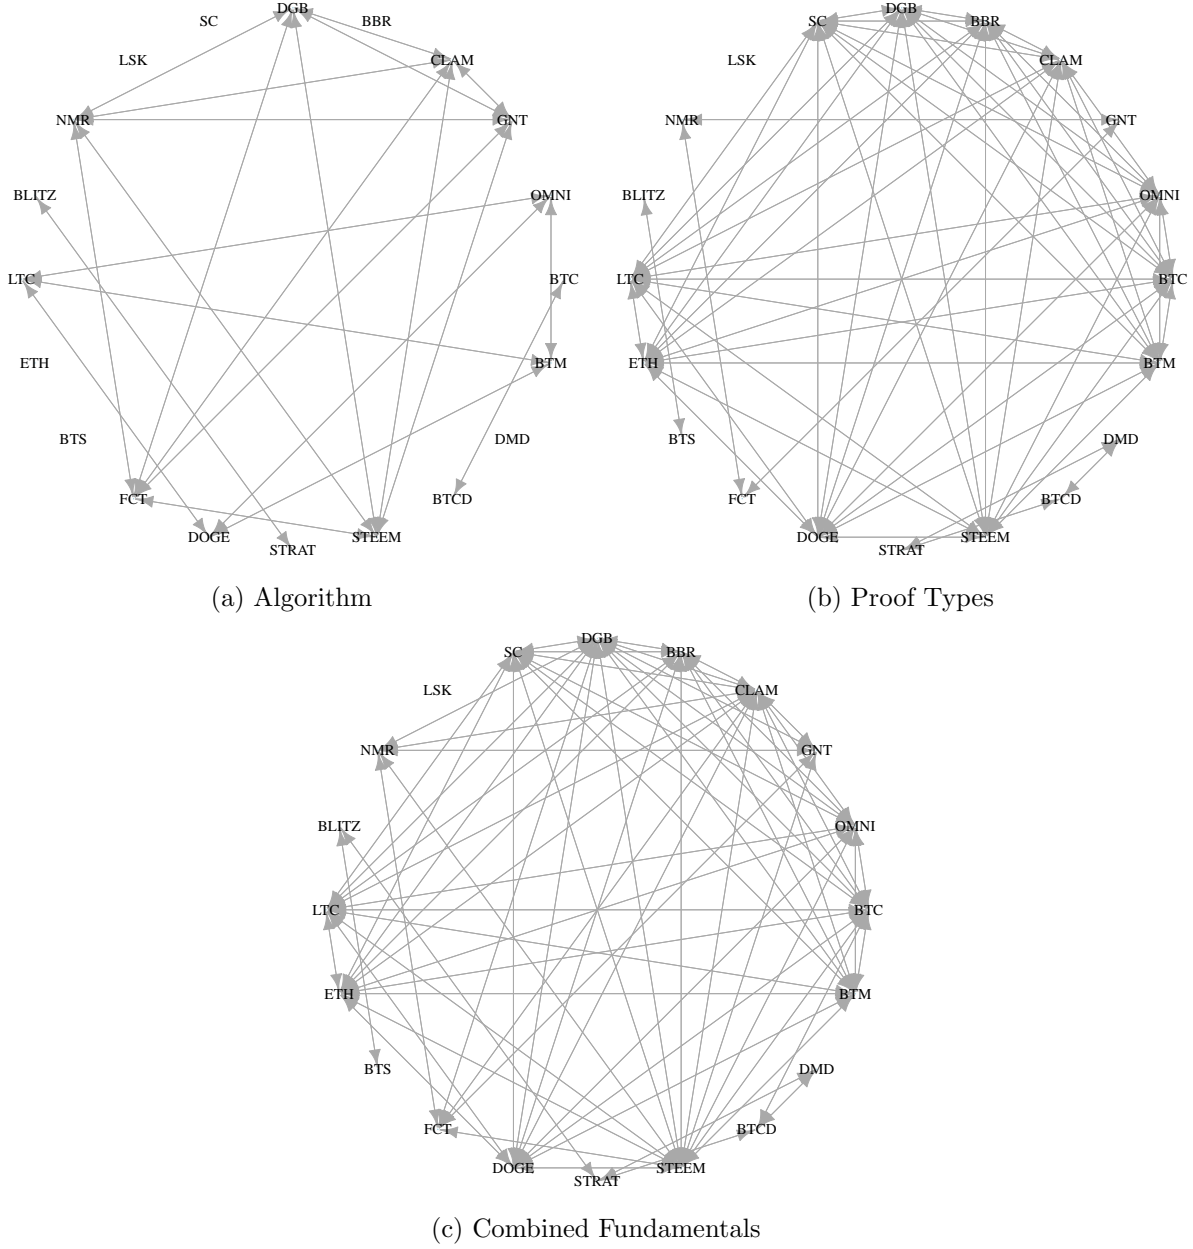 DGB
SC
BBR
LSK
CLAM
NMR
GNT
BLITZ
OMNI
LTC
BTC
ETH
BTM
BTS
DMD
FCT
BTCD
DOGE
STEEM
STRAT
(a) Algorithm
DGB
SC
BBR
LSK
CLAM
NMR
GNT
BLITZ
OMNI
LTC
BTC
ETH
BTM
BTS
DMD
FCT
BTCD
DOGE
STEEM
STRAT
(b) Proof Types
DGB
SC
BBR
LSK
CLAM
NMR
GNT
BLITZ
OMNI
LTC
BTC
ETH
BTM
BTS
DMD
FCT
BTCD
DOGE
STEEM
STRAT
(c) Combined Fundamentals